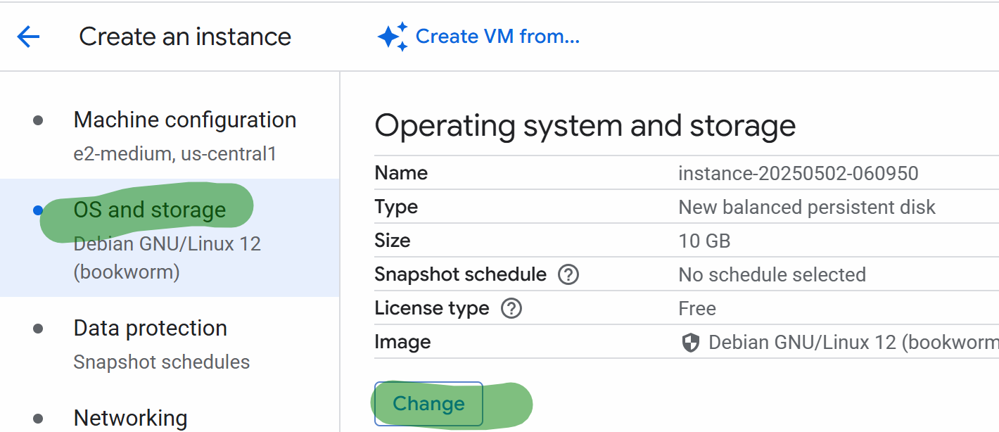 Create an instance
Create VM from...
Machine configuration
e2-medium, us-central1
OS and storage
Debian GNU/Linux 12
(bookworm)
Data protection
Snapshot schedules
Networking
Operating system and storage
Name instance-20250502-060950
Type New balanced persistent disk
Size 10 GB
Snapshot schedule ? No schedule selected
License type ? Free
Image Debian GNU/Linux 12 (bookworm
Change